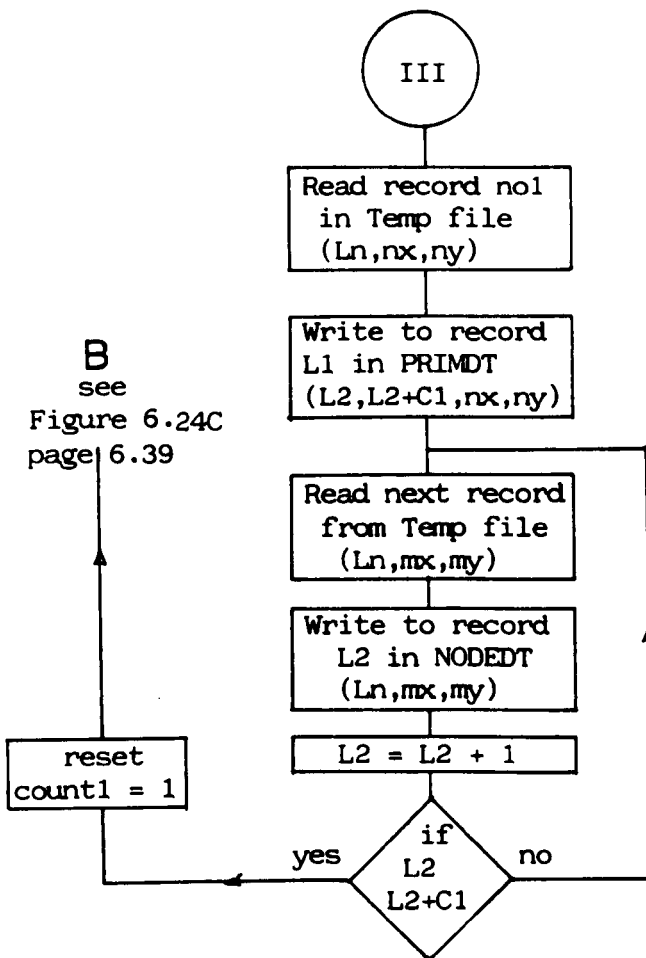 III
Read record no1
in Temp file
(Ln,nx,ny)
Write to record
L1 in PRIMDT
(L2,L2+C1,nx,ny)
B
see
Figure 6.24C
page 6.39
Read next record
from Temp file
(Ln,mx,my)
Write to record
L2 in NODEDT
(Ln,mx,my)
L2 = L2 + 1
reset
count1 = 1
if
L2
L2+C1
yes
no